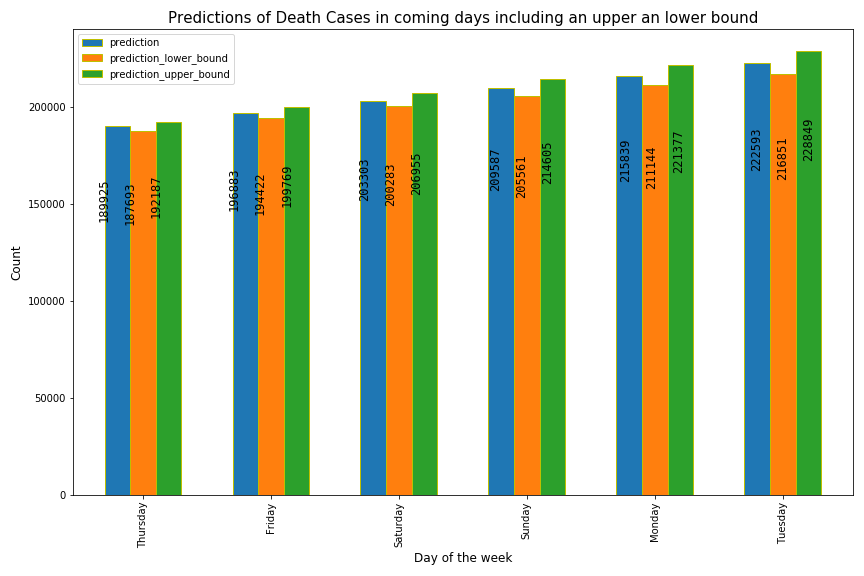 Predictions of Death Cases in coming days including an upper an lower bound
prediction
prediction_lower_bound
prediction_upper_bound
Count
200000
150000
100000
50000
0
189925
187693
192187
196883
194422
199769
203303
200283
206955
209587
205561
214605
215839
211144
221377
222593
216851
228849
Thursday
Friday
Saturday
Sunday
Monday
Tuesday
Day of the week